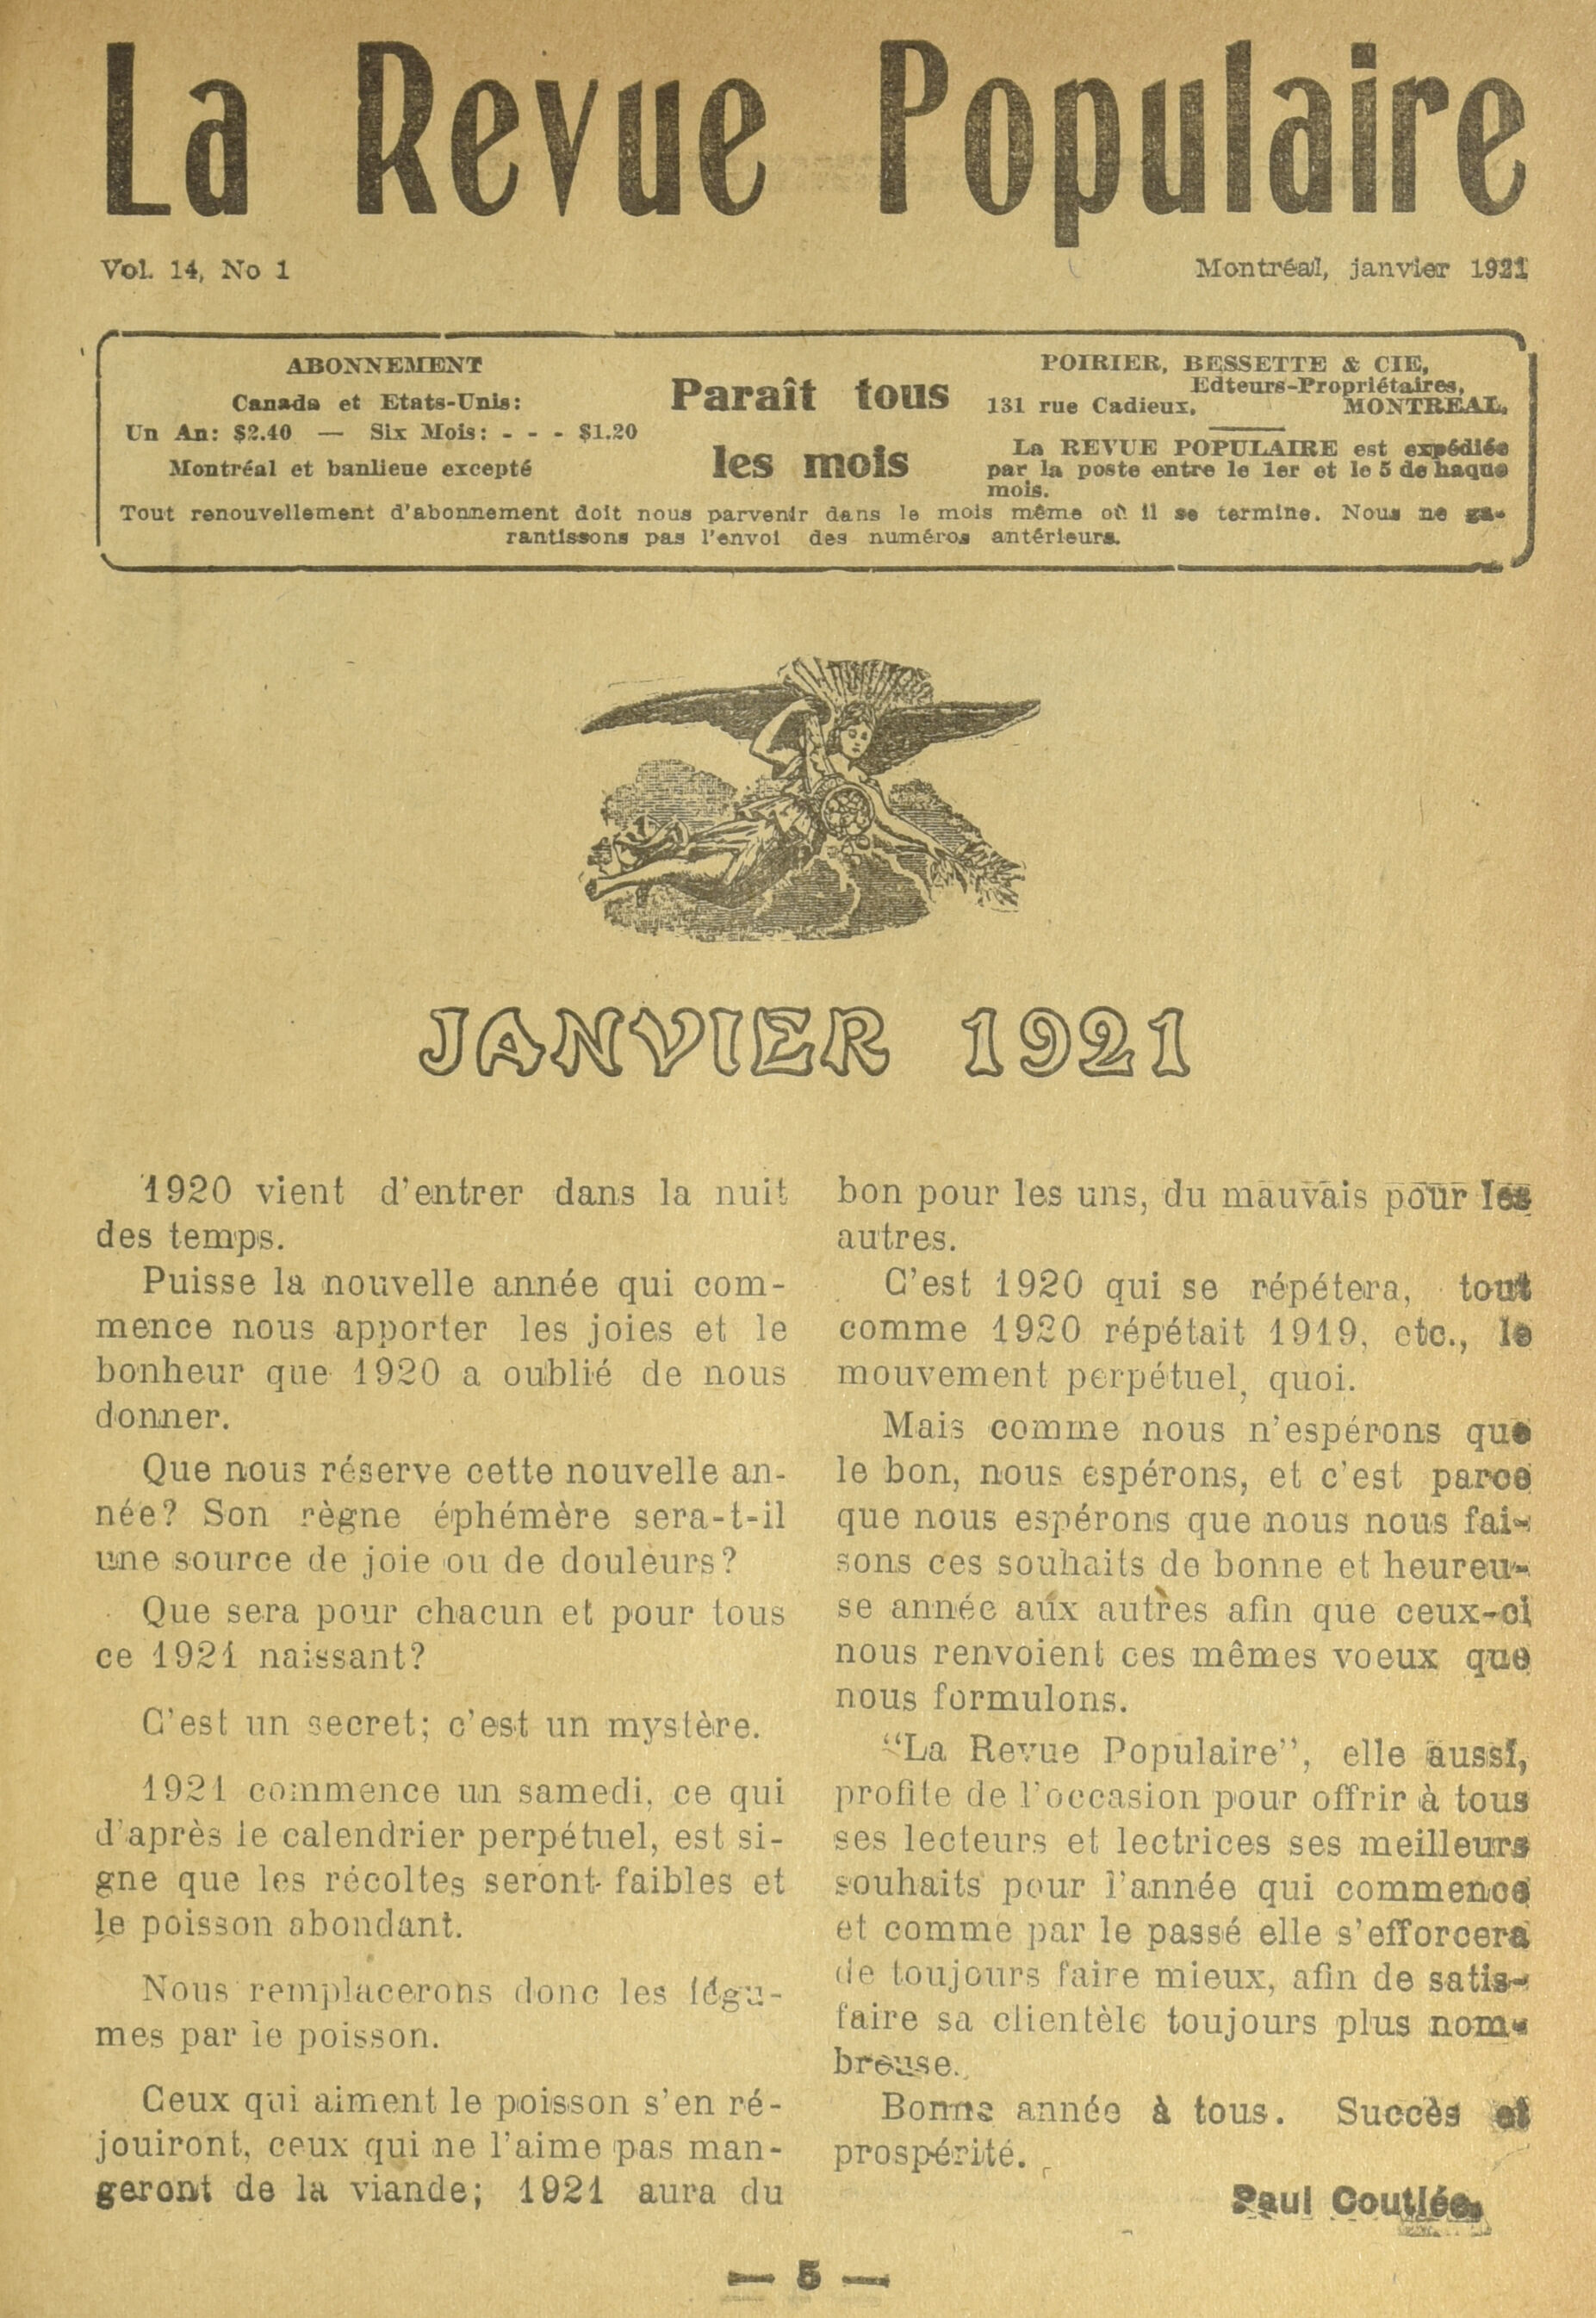 La Revue Populaire
Vol. 14, No 1
Montréal, janvier 1921
ABONNEMENT
Canada et Etats-Unis:
Un An: $2.40 — Six Mois: - - - $1.20
Montréal et banlieue excepté
Paraît tous
les mois
POIRIER, BESSETTE & CIE,
Edteurs-Propriétaires,
131 rue Cadieux, MONTREAL.
La REVUE POPULAIRE est expédiée
par la poste entre le 1er et le 5 de haque
mois.
Tout renouvellement d'abonnement doit nous parvenir dans le mois même où il se termine. Nous ne ga-
rantissons pas l'envoi des numéros antérieurs.
JANVIER 1921
1920 vient d'entrer dans la nuit
des temps.
Puisse la nouvelle année qui com-
mence nous apporter les joies et le
bonheur que 1920 a oublié de nous
donner.
Que nous réserve cette nouvelle an-
née? Son règne éphémère sera-t-il
une source de joie ou de douleurs?
Que sera pour chacun et pour tous
ce 1921 naissant?
C'est un secret; c'est un mystère.
1921 commence un samedi, ce qui
d'après le calendrier perpétuel, est si-
gne que les récoltes seront faibles et
le poisson abondant.
Nous remplacerons donc les légu-
mes par le poisson.
Ceux qui aiment le poisson s'en ré-
jouiront, ceux qui ne l'aime pas man-
geront de la viande; 1921 aura du
bon pour les uns, du mauvais pour les
autres.
C'est 1920 qui se répétera, tout
comme 1920 répétait 1919, etc., le
mouvement perpétuel, quoi.
Mais comme nous n'espérons que
le bon, nous espérons, et c'est parce
que nous espérons que nous nous fai-
sons ces souhaits de bonne et heureu-
se année aux autres afin que ceux-ci
nous renvoient ces mêmes voeux que
nous formulons.
"La Revue Populaire", elle aussi,
profite de l'occasion pour offrir à tous
ses lecteurs et lectrices ses meilleurs
souhaits pour l'année qui commence
et comme par le passé elle s'efforcera
de toujours faire mieux, afin de satis-
faire sa clientèle toujours plus nom-
breuse.
Bonne année à tous. Succès et
prospérité.
Paul Coutlée.
— 5 —